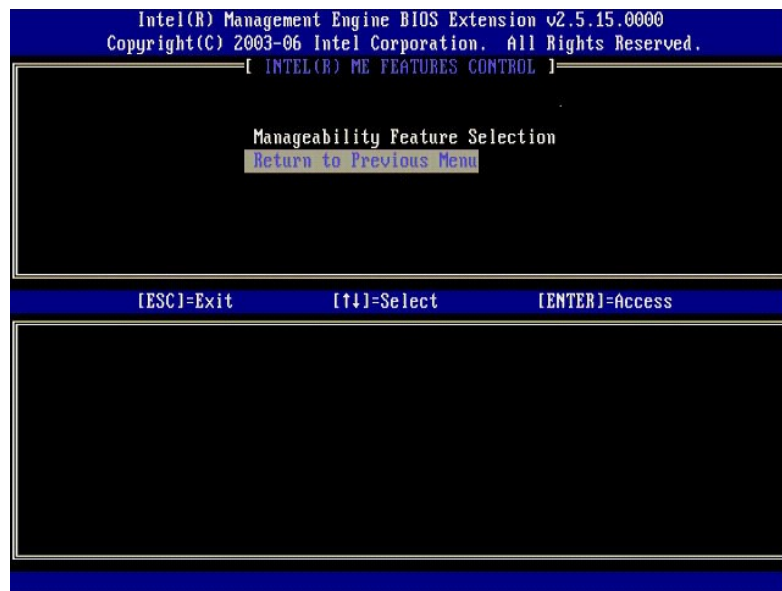 Intel(R) Management Engine BIOS Extension v2.5.15.0000
Copyright(C) 2003-06 Intel Corporation. All Rights Reserved.
[ INTEL(R) ME FEATURES CONTROL ]
Manageability Feature Selection
Return to Previous Menu
[ESC]=Exit [↑↓]=Select [ENTER]=Access